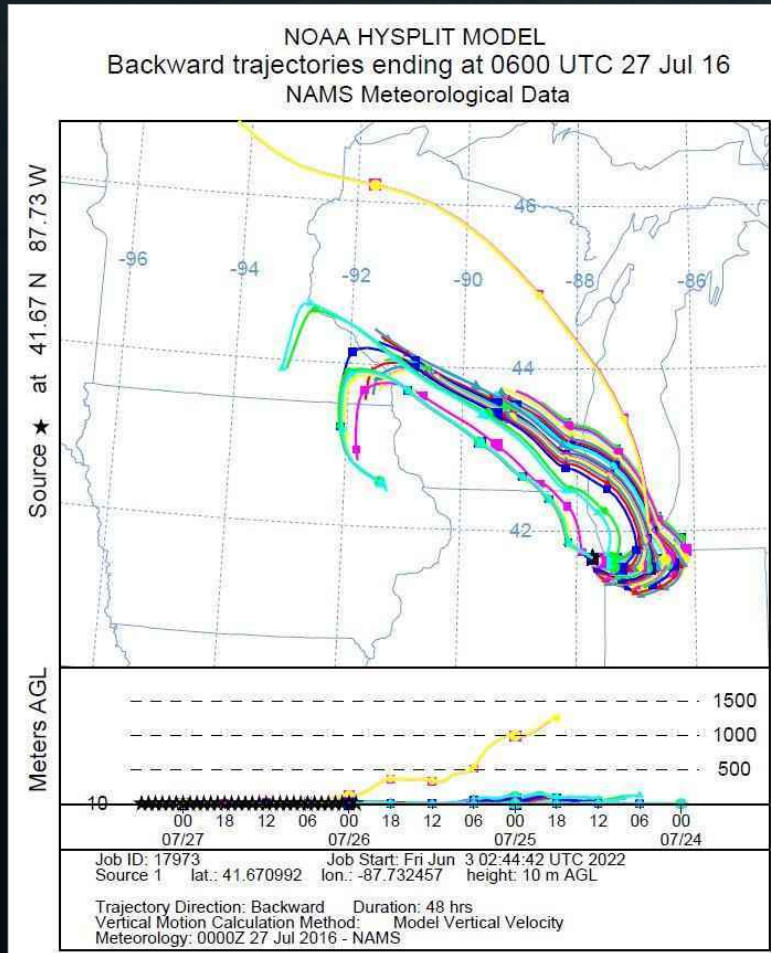 NOAA HYSPLIT MODEL
Backward trajectories ending at 0600 UTC 27 Jul 16
NAMS Meteorological Data
Source ★ at 41.67 N 87.73 W
46
-96
-94
-92
-90
-88
-86
44
42
Meters AGL
1500
1000
500
10
00 18 12 06 00 18 12 06 00 18 12 06 00
07/27 07/26 07/25 07/24
Job ID: 17973 Job Start: Fri Jun 3 02:44:42 UTC 2022
Source 1 lat.: 41.670992 lon.: -87.732457 height: 10 m AGL
Trajectory Direction: Backward Duration: 48 hrs
Vertical Motion Calculation Method: Model Vertical Velocity
Meteorology: 0000Z 27 Jul 2016 - NAMS